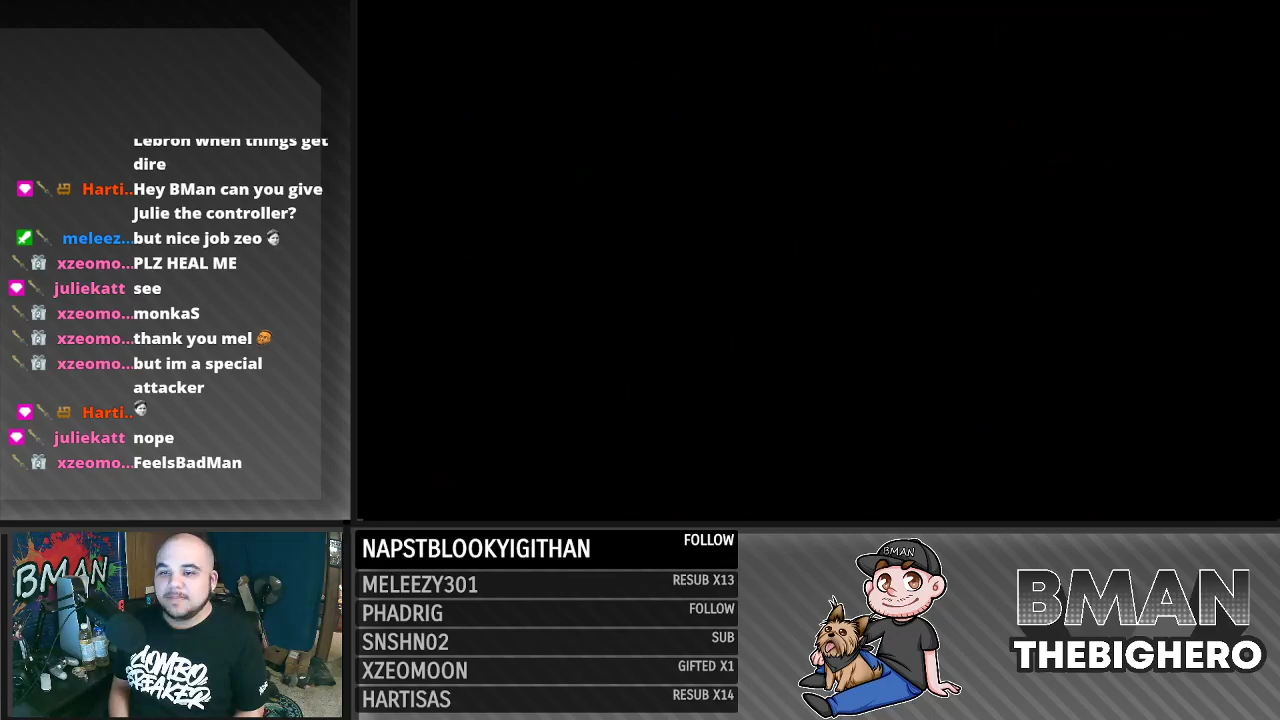 Lebron when things get
dire
Harti.. Hey BMan can you give
Julie the controller?
meleez... but nice job zeo
xzeomo... PLZ HEAL ME
juliekatt see
xzeomo... monkaS
xzeomo... thank you mel
xzeomo... but im a special
attacker
Harti..
juliekatt nope
xzeomo... FeelsBadMan
BMAN
COMBO
BREAKER
NAPSTBLOOKYIGITHAN FOLLOW
MELEEZY301 RESUB X13
PHADRIG FOLLOW
SNSHN02 SUB
XZEOMOON GIFTED X1
HARTISAS RESUB X14
BMAN
BMAN
THEBIGHERO